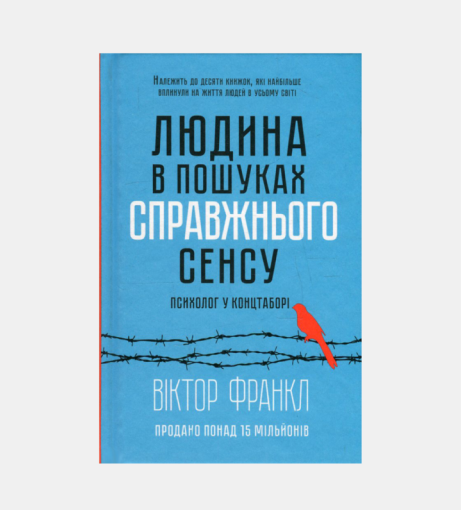 Належить до десяти книжок, які найбільше
вплинули на життя людей в усьому світі
ЛЮДИНА
В ПОШУКАХ
СПРАВЖНЬОГО
СЕНСУ
ПСИХОЛОГ У КОНЦТАБОРІ
ВІКТОР ФРАНКЛ
ПРОДАНО ПОНАД 15 МІЛЬЙОНІВ